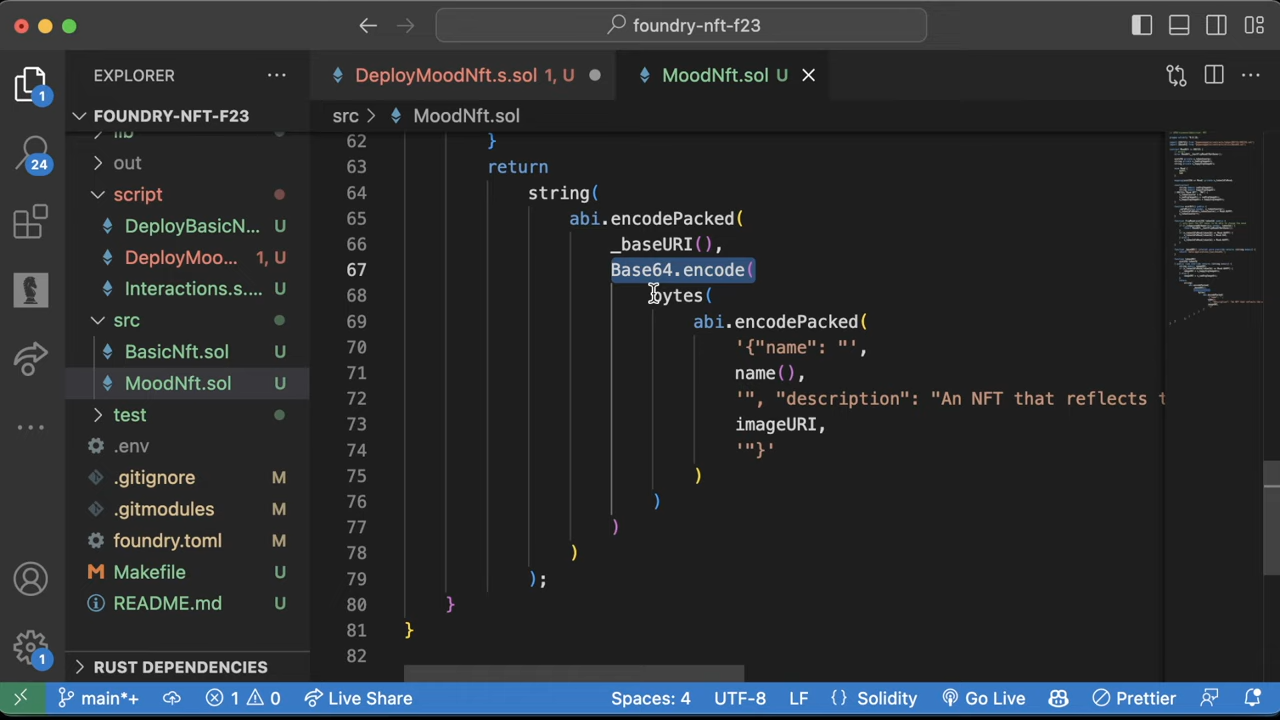 foundry-nft-f23
EXPLORER
DeployMoodNft.s.sol 1, U
MoodNft.sol U
1
FOUNDRY-NFT-F23
src > MoodNft.sol
lib
out
24
script
DeployBasicN... U
DeployMoo... 1, U
Interactions.s.... U
src
BasicNft.sol U
MoodNft.sol U
test
.env
.gitignore M
.gitmodules M
foundry.toml M
Makefile U
README.md U
1
RUST DEPENDENCIES
62 }
63 return
64 string(
65 abi.encodePacked(
66 _baseURI(),
67 Base64.encode(
68 bytes(
69 abi.encodePacked(
70 '{"name": "',
71 name(),
72 '", "description": "An NFT that reflects t
73 imageURI,
74 '"}'
75 )
76 )
77 )
78 )
79 );
80 }
81 }
82
main*+ 1 0 Live Share Spaces: 4 UTF-8 LF {} Solidity Go Live Prettier